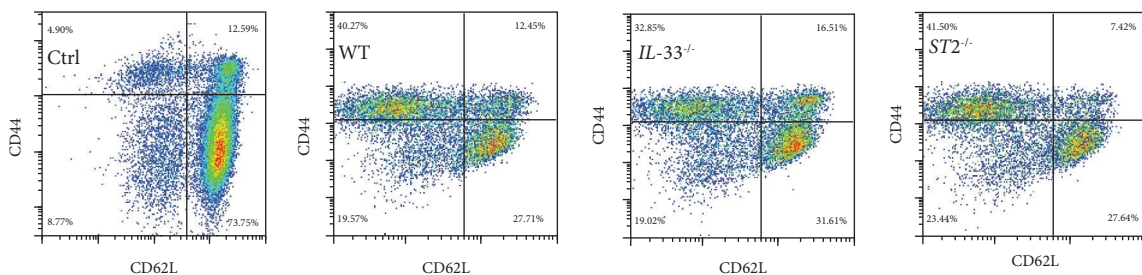 4.90% 12.59%
Ctrl
8.77% 73.75%
CD44
CD62L
40.27% 12.45%
WT
19.57% 27.71%
CD44
CD62L
32.85% 16.51%
IL-33-/-
19.02% 31.61%
CD44
CD62L
41.50% 7.42%
ST2-/-
23.44% 27.64%
CD44
CD62L